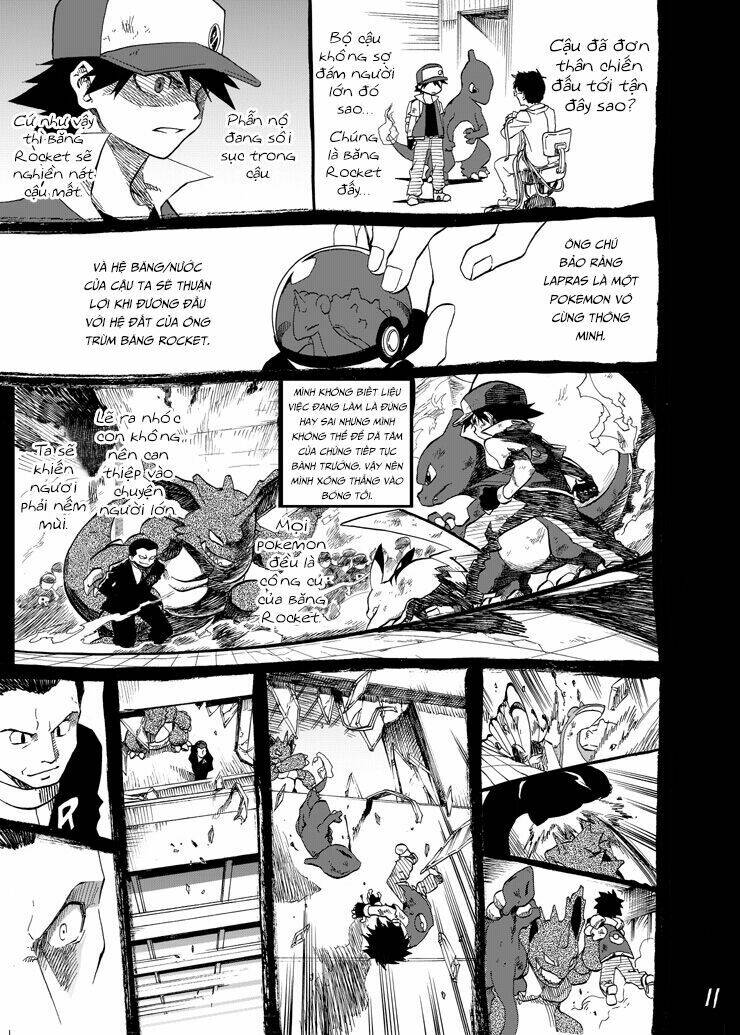 Cậu đã đơn
thân chiến
đấu tới tận
đây sao?
Bộ cậu
không sợ
đám người
lớn đó
sao...
Chúng
là Băng
Rocket
đấy...
Phẫn nộ
đang sôi
sục trong
cậu
Cứ như vậy
thì Băng
Rocket sẽ
nghiền nát
cậu mất.
ÔNG CHÚ
BẢO RẰNG
LAPRAS LÀ MỘT
POKEMON VÔ
CÙNG THÔNG
MINH.
VÀ HỆ BĂNG/NƯỚC
CỦA CẬU TA SẼ THUẬN
LỢI KHI ĐƯƠNG ĐẦU
VỚI HỆ ĐẤT CỦA ÔNG
TRÙM BĂNG ROCKET.
MÌNH KHÔNG BIẾT LIỆU
VIỆC ĐANG LÀM LÀ ĐÚNG
HAY SAI NHƯNG MÌNH
KHÔNG THỂ ĐỂ DÃ TÂM
CỦA CHÚNG TIẾP TỤC
BÀNH TRƯỚNG. VẬY NÊN
MÌNH XÔNG THẲNG VÀO
BÓNG TỐI.
Mọi
pokemon
đều là
công cụ
của Băng
Rocket.
Lẽ ra nhóc
con không
nên can
thiệp vào
chuyện
người lớn.
Ta sẽ
khiến
ngươi
phải nếm
mùi.
R
11